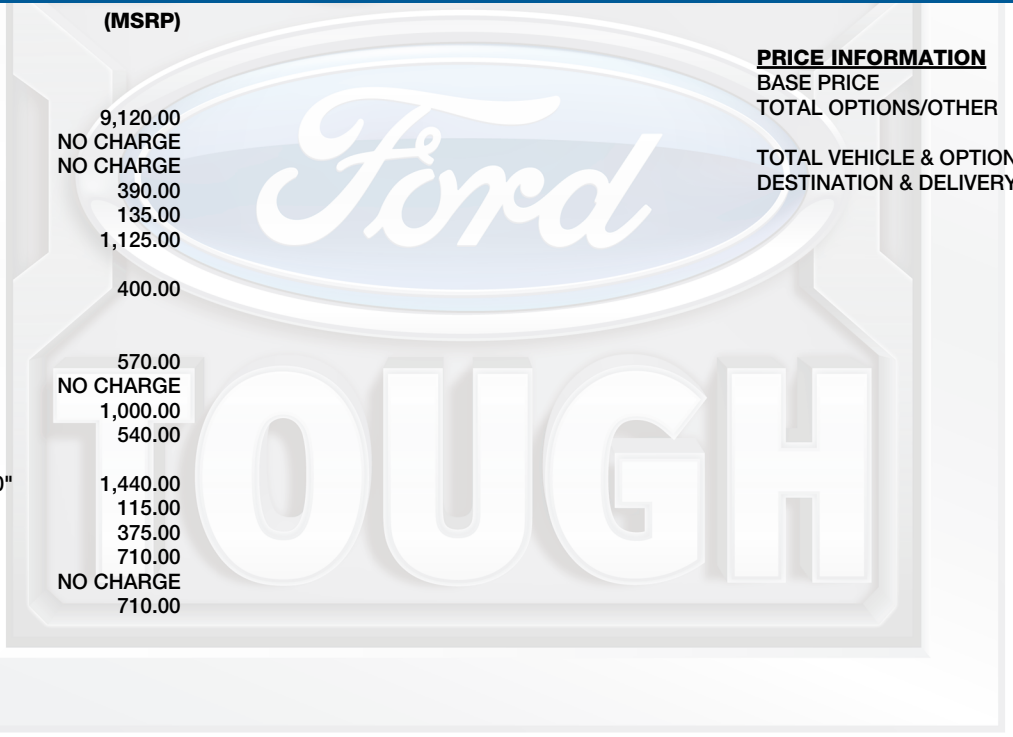 (MSRP)
9,120.00
NO CHARGE
NO CHARGE
390.00
135.00
1,125.00
400.00
570.00
NO CHARGE
1,000.00
540.00
0" 1,440.00
115.00
375.00
710.00
NO CHARGE
710.00
PRICE INFORMATION
BASE PRICE
TOTAL OPTIONS/OTHER
TOTAL VEHICLE & OPTION
DESTINATION & DELIVERY
Ford
TOUGH